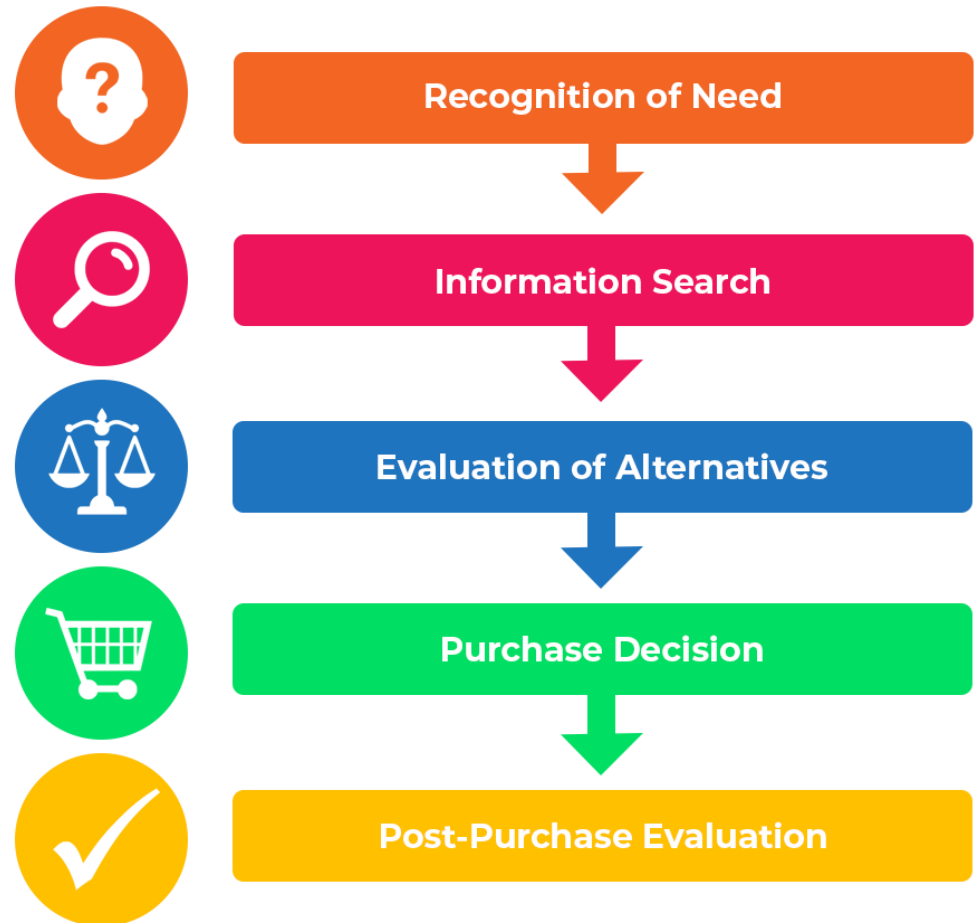 ?
Recognition of Need
Information Search
Evaluation of Alternatives
Purchase Decision
Post-Purchase Evaluation